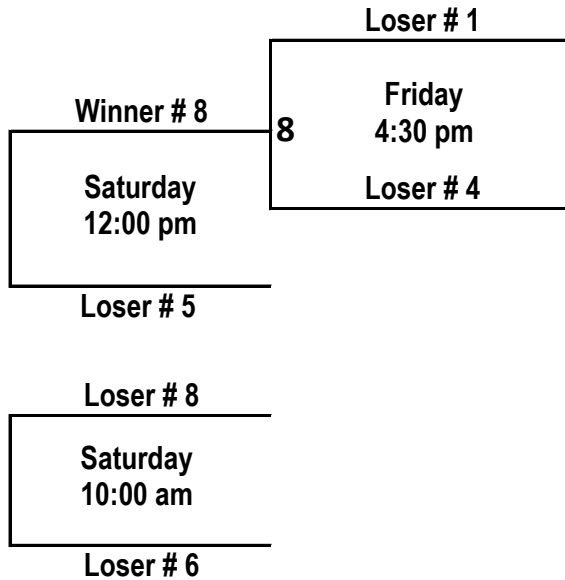 Loser # 1
Friday
4:30 pm
Winner # 8
8
Loser # 4
Saturday
12:00 pm
Loser # 5
Loser # 8
Saturday
10:00 am
Loser # 6